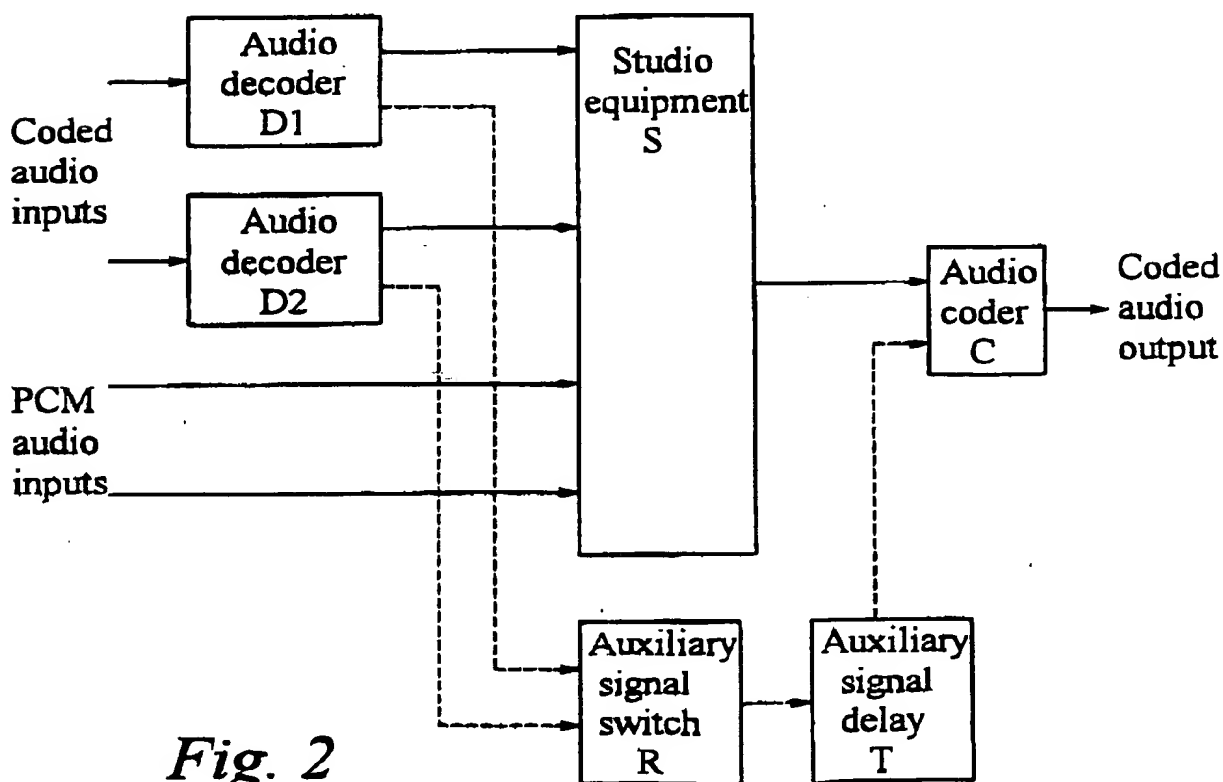 Audio
decoder
D1
Coded
audio
inputs
Audio
decoder
D2
PCM
audio
inputs
Studio
equipment
S
Audio
coder
C
Coded
audio
output
Auxiliary
signal
switch
R
Auxiliary
signal
delay
T
Fig. 2